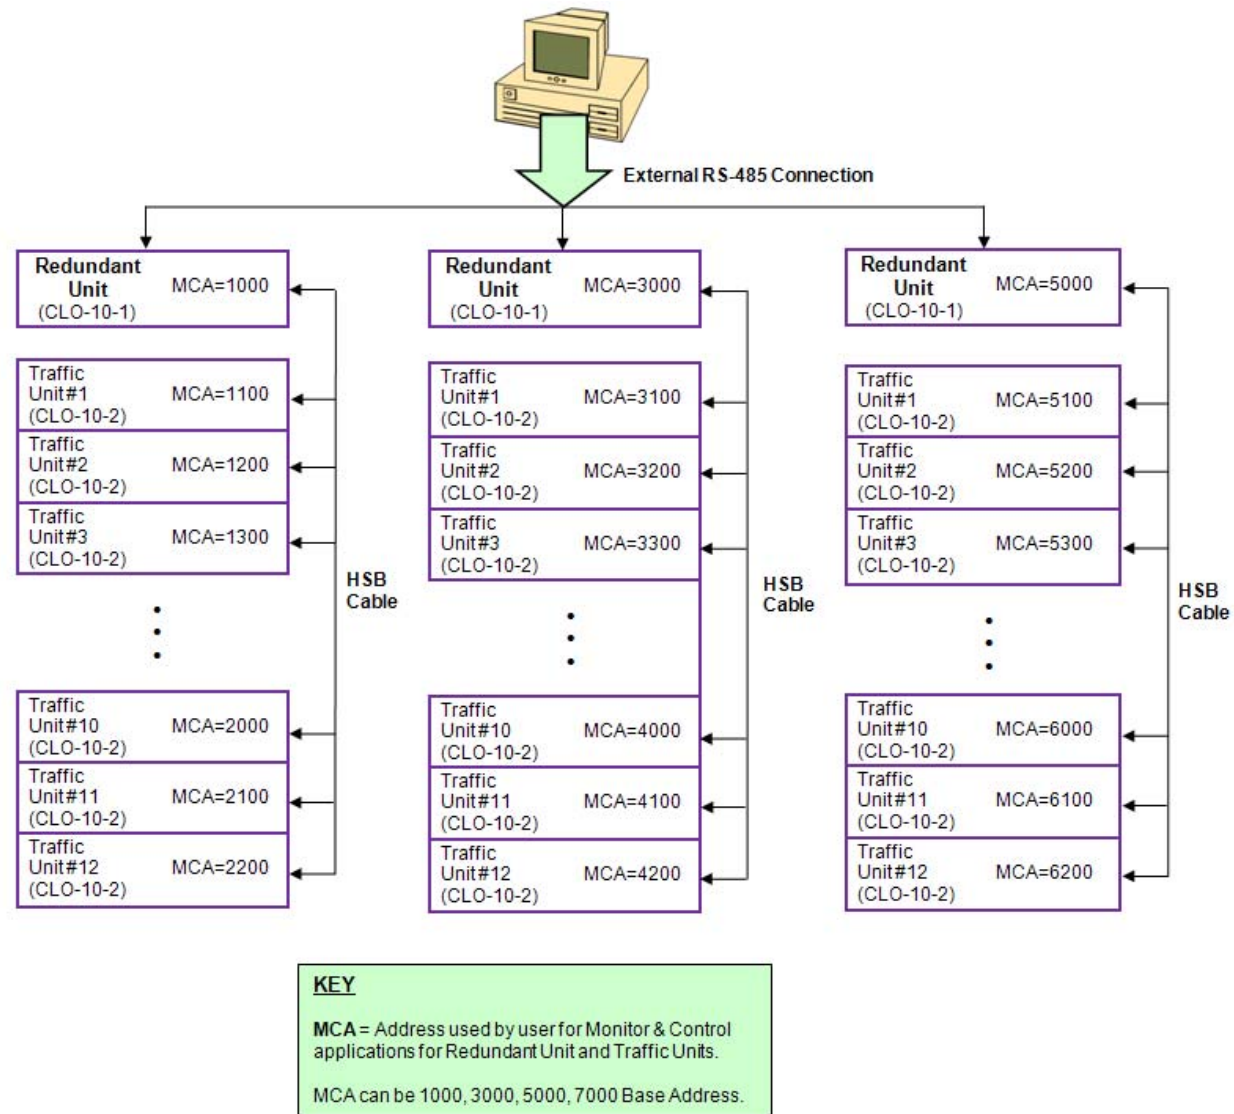 External RS-485 Connection
Redundant
Unit
(CLO-10-1)
MCA=1000
Traffic
Unit#1
(CLO-10-2)
MCA=1100
Traffic
Unit#2
(CLO-10-2)
MCA=1200
Traffic
Unit#3
(CLO-10-2)
MCA=1300
HSB
Cable
Traffic
Unit#10
(CLO-10-2)
MCA=2000
Traffic
Unit#11
(CLO-10-2)
MCA=2100
Traffic
Unit#12
(CLO-10-2)
MCA=2200
Redundant
Unit
(CLO-10-1)
MCA=3000
Traffic
Unit#1
(CLO-10-2)
MCA=3100
Traffic
Unit#2
(CLO-10-2)
MCA=3200
Traffic
Unit#3
(CLO-10-2)
MCA=3300
HSB
Cable
Traffic
Unit#10
(CLO-10-2)
MCA=4000
Traffic
Unit#11
(CLO-10-2)
MCA=4100
Traffic
Unit#12
(CLO-10-2)
MCA=4200
Redundant
Unit
(CLO-10-1)
MCA=5000
Traffic
Unit#1
(CLO-10-2)
MCA=5100
Traffic
Unit#2
(CLO-10-2)
MCA=5200
Traffic
Unit#3
(CLO-10-2)
MCA=5300
HSB
Cable
Traffic
Unit#10
(CLO-10-2)
MCA=6000
Traffic
Unit#11
(CLO-10-2)
MCA=6100
Traffic
Unit#12
(CLO-10-2)
MCA=6200
KEY
MCA = Address used by user for Monitor & Control
applications for Redundant Unit and Traffic Units.
MCA can be 1000, 3000, 5000, 7000 Base Address.